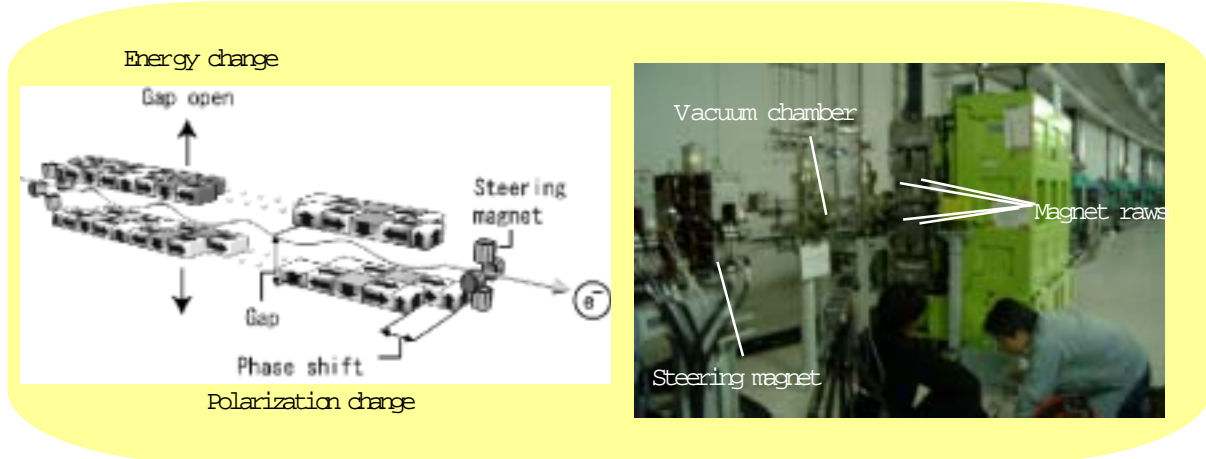 Energy change
Gap open
Steering
magnet
Gap
Phase shift
e⁻
Polarization change
Vacuum chamber
Magnet raws
Steering magnet